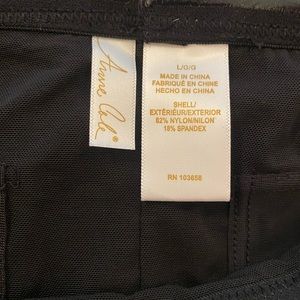 Anne Cole®
L/G/G
MADE IN CHINA
FABRIQUÉ EN CHINE
HECHO EN CHINA
SHELL/
EXTÉRIEUR/EXTERIOR
82% NYLON/NILON
18% SPANDEX
RN 103658